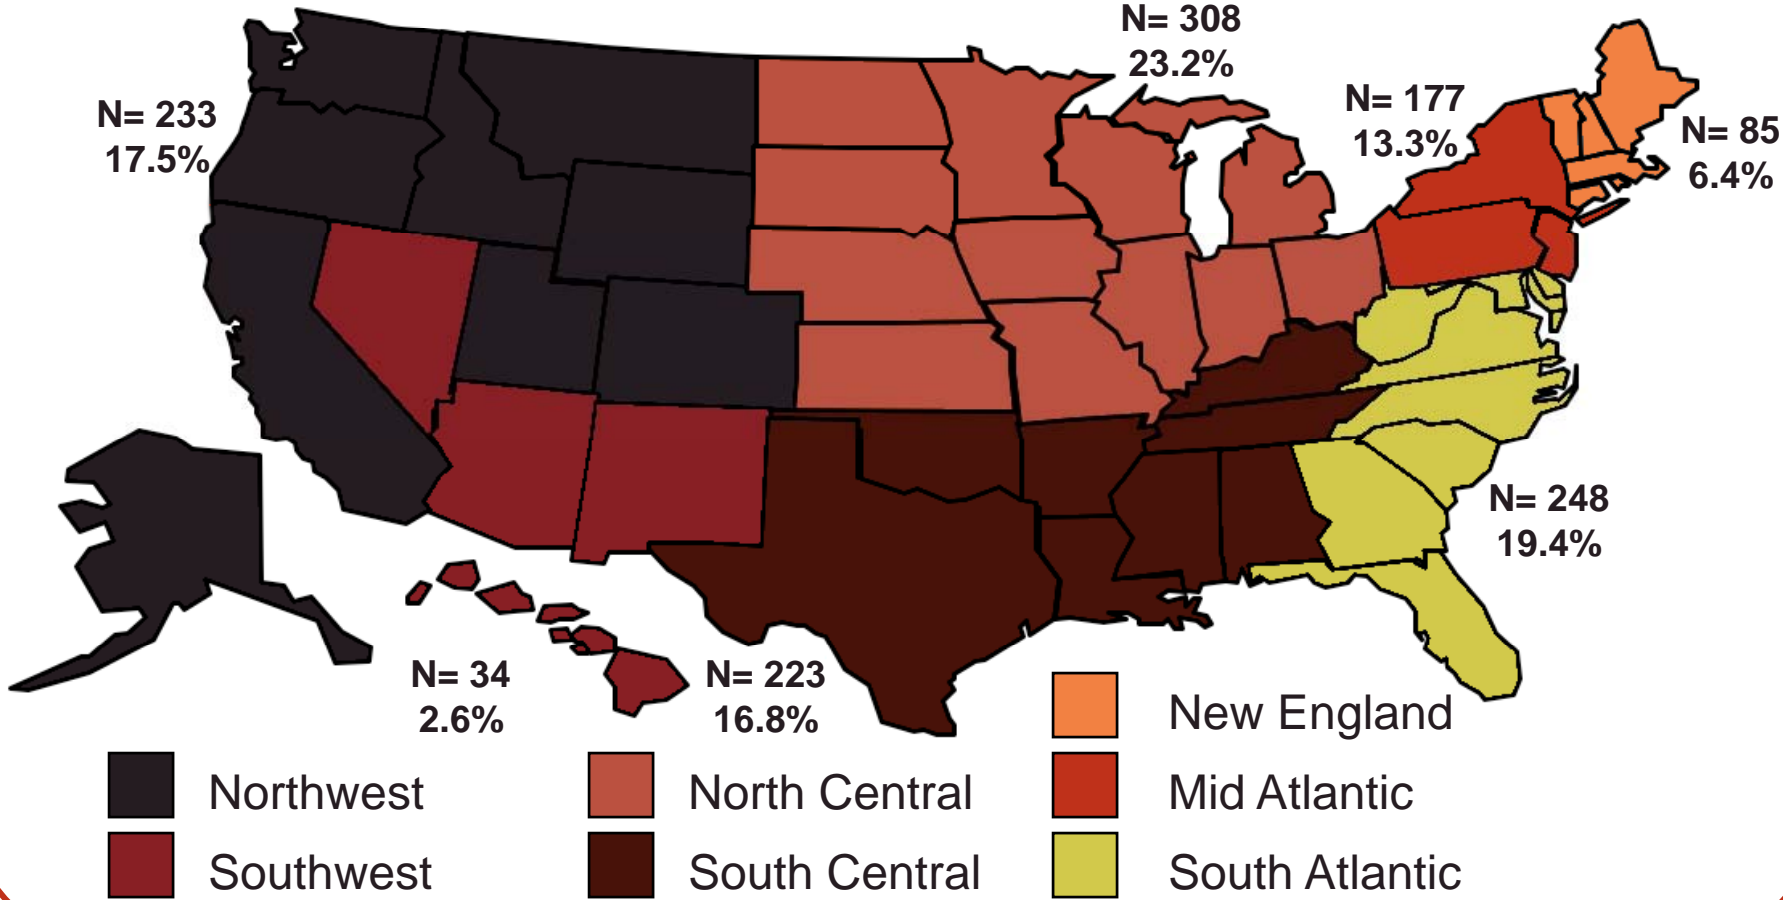 N= 308
23.2%
N= 233
17.5%
N= 177
13.3%
N= 85
6.4%
N= 248
19.4%
N= 34
2.6%
N= 223
16.8%
New England
Northwest
North Central
Mid Atlantic
Southwest
South Central
South Atlantic